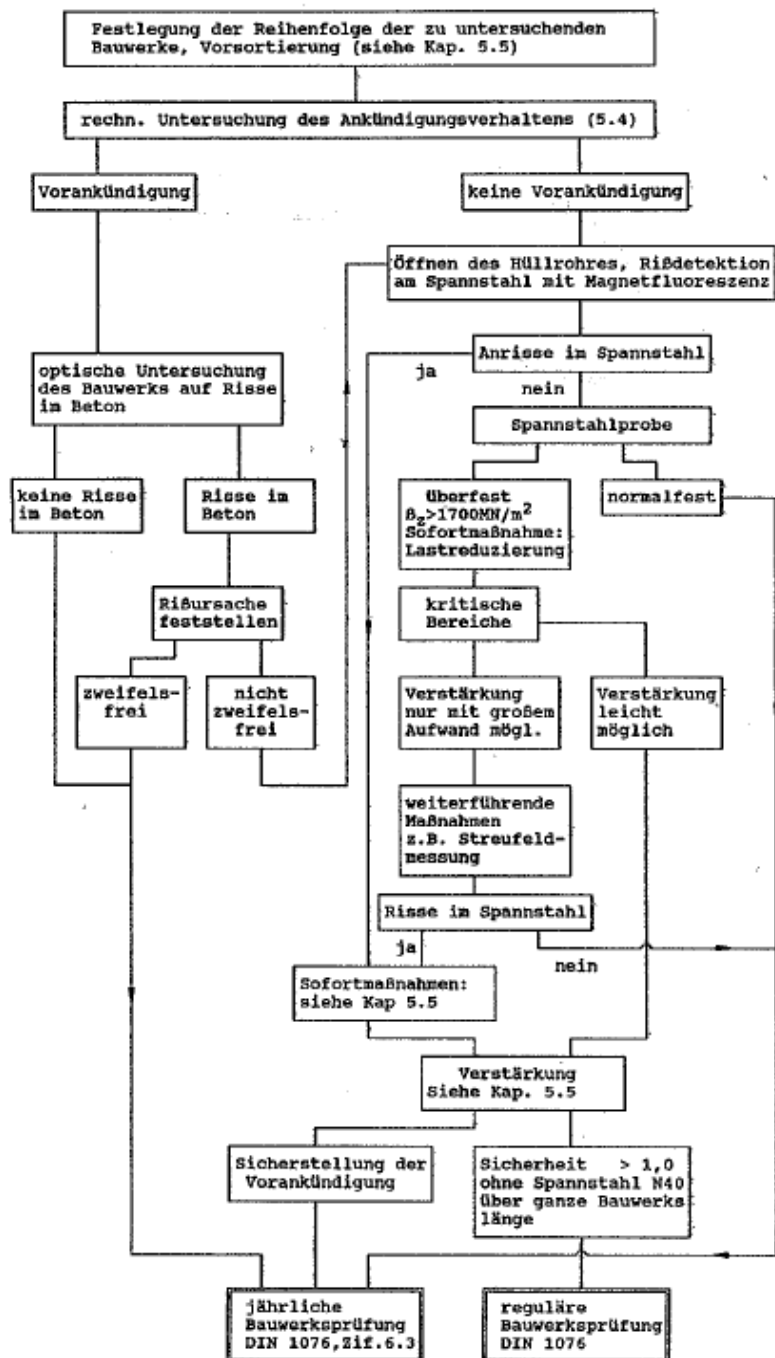 Festlegung der Reihenfolge der zu untersuchenden
Bauwerke, Vorsortierung (siehe Kap. 5.5)
rechn. Untersuchung des Ankündigungsverhaltens (5.4)
Vorankündigung
keine Vorankündigung
Öffnen des Hüllrohres, Rißdetektion
am Spannstahl mit Magnetfluoreszenz
optische Untersuchung
des Bauwerks auf Risse
im Beton
ja
Anrisse im Spannstahl
nein
Spannstahlprobe
keine Risse
im Beton
Risse im
Beton
überfest
β_z>1700MN/m²
Sofortmaßnahme:
Lastreduzierung
normalfest
Rißursache
feststellen
kritische
Bereiche
zweifels-
frei
nicht
zweifels-
frei
Verstärkung
nur mit großem
Aufwand mögl.
Verstärkung
leicht
möglich
weiterführende
Maßnahmen
z.B. Streufeld-
messung
Risse im Spannstahl
ja
nein
Sofortmaßnahmen:
siehe Kap 5.5
Verstärkung
Siehe Kap. 5.5
Sicherstellung der
Vorankündigung
Sicherheit > 1,0
ohne Spannstahl N40
über ganze Bauwerks
länge
jährliche
Bauwerksprüfung
DIN 1076,Zif.6.3
reguläre
Bauwerksprüfung
DIN 1076